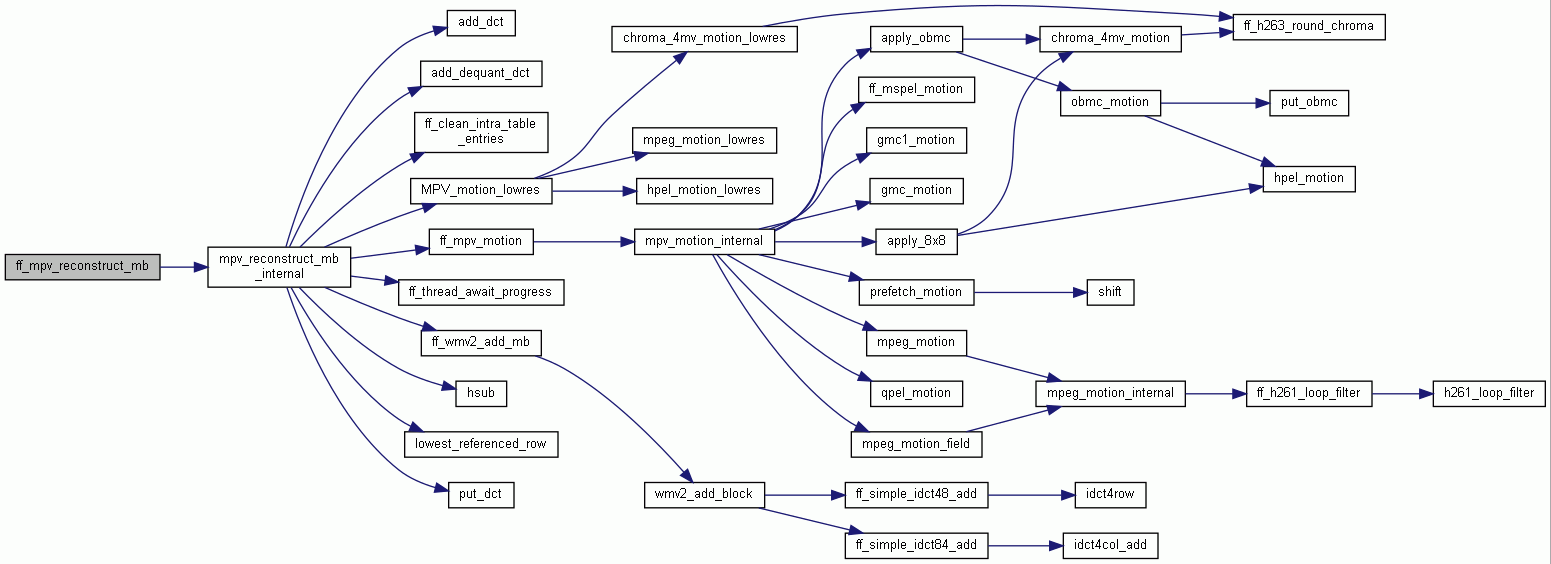 ff_mpv_reconstruct_mb
mpv_reconstruct_mb
_internal
add_dct
add_dequant_dct
ff_clean_intra_table
_entries
MPV_motion_lowres
ff_mpv_motion
ff_thread_await_progress
ff_wmv2_add_mb
hsub
lowest_referenced_row
put_dct
chroma_4mv_motion_lowres
mpeg_motion_lowres
hpel_motion_lowres
mpv_motion_internal
wmv2_add_block
apply_obmc
ff_mspel_motion
gmc1_motion
gmc_motion
apply_8x8
prefetch_motion
mpeg_motion
qpel_motion
mpeg_motion_field
ff_simple_idct48_add
ff_simple_idct84_add
chroma_4mv_motion
obmc_motion
shift
mpeg_motion_internal
idct4row
idct4col_add
ff_h263_round_chroma
put_obmc
hpel_motion
ff_h261_loop_filter
h261_loop_filter